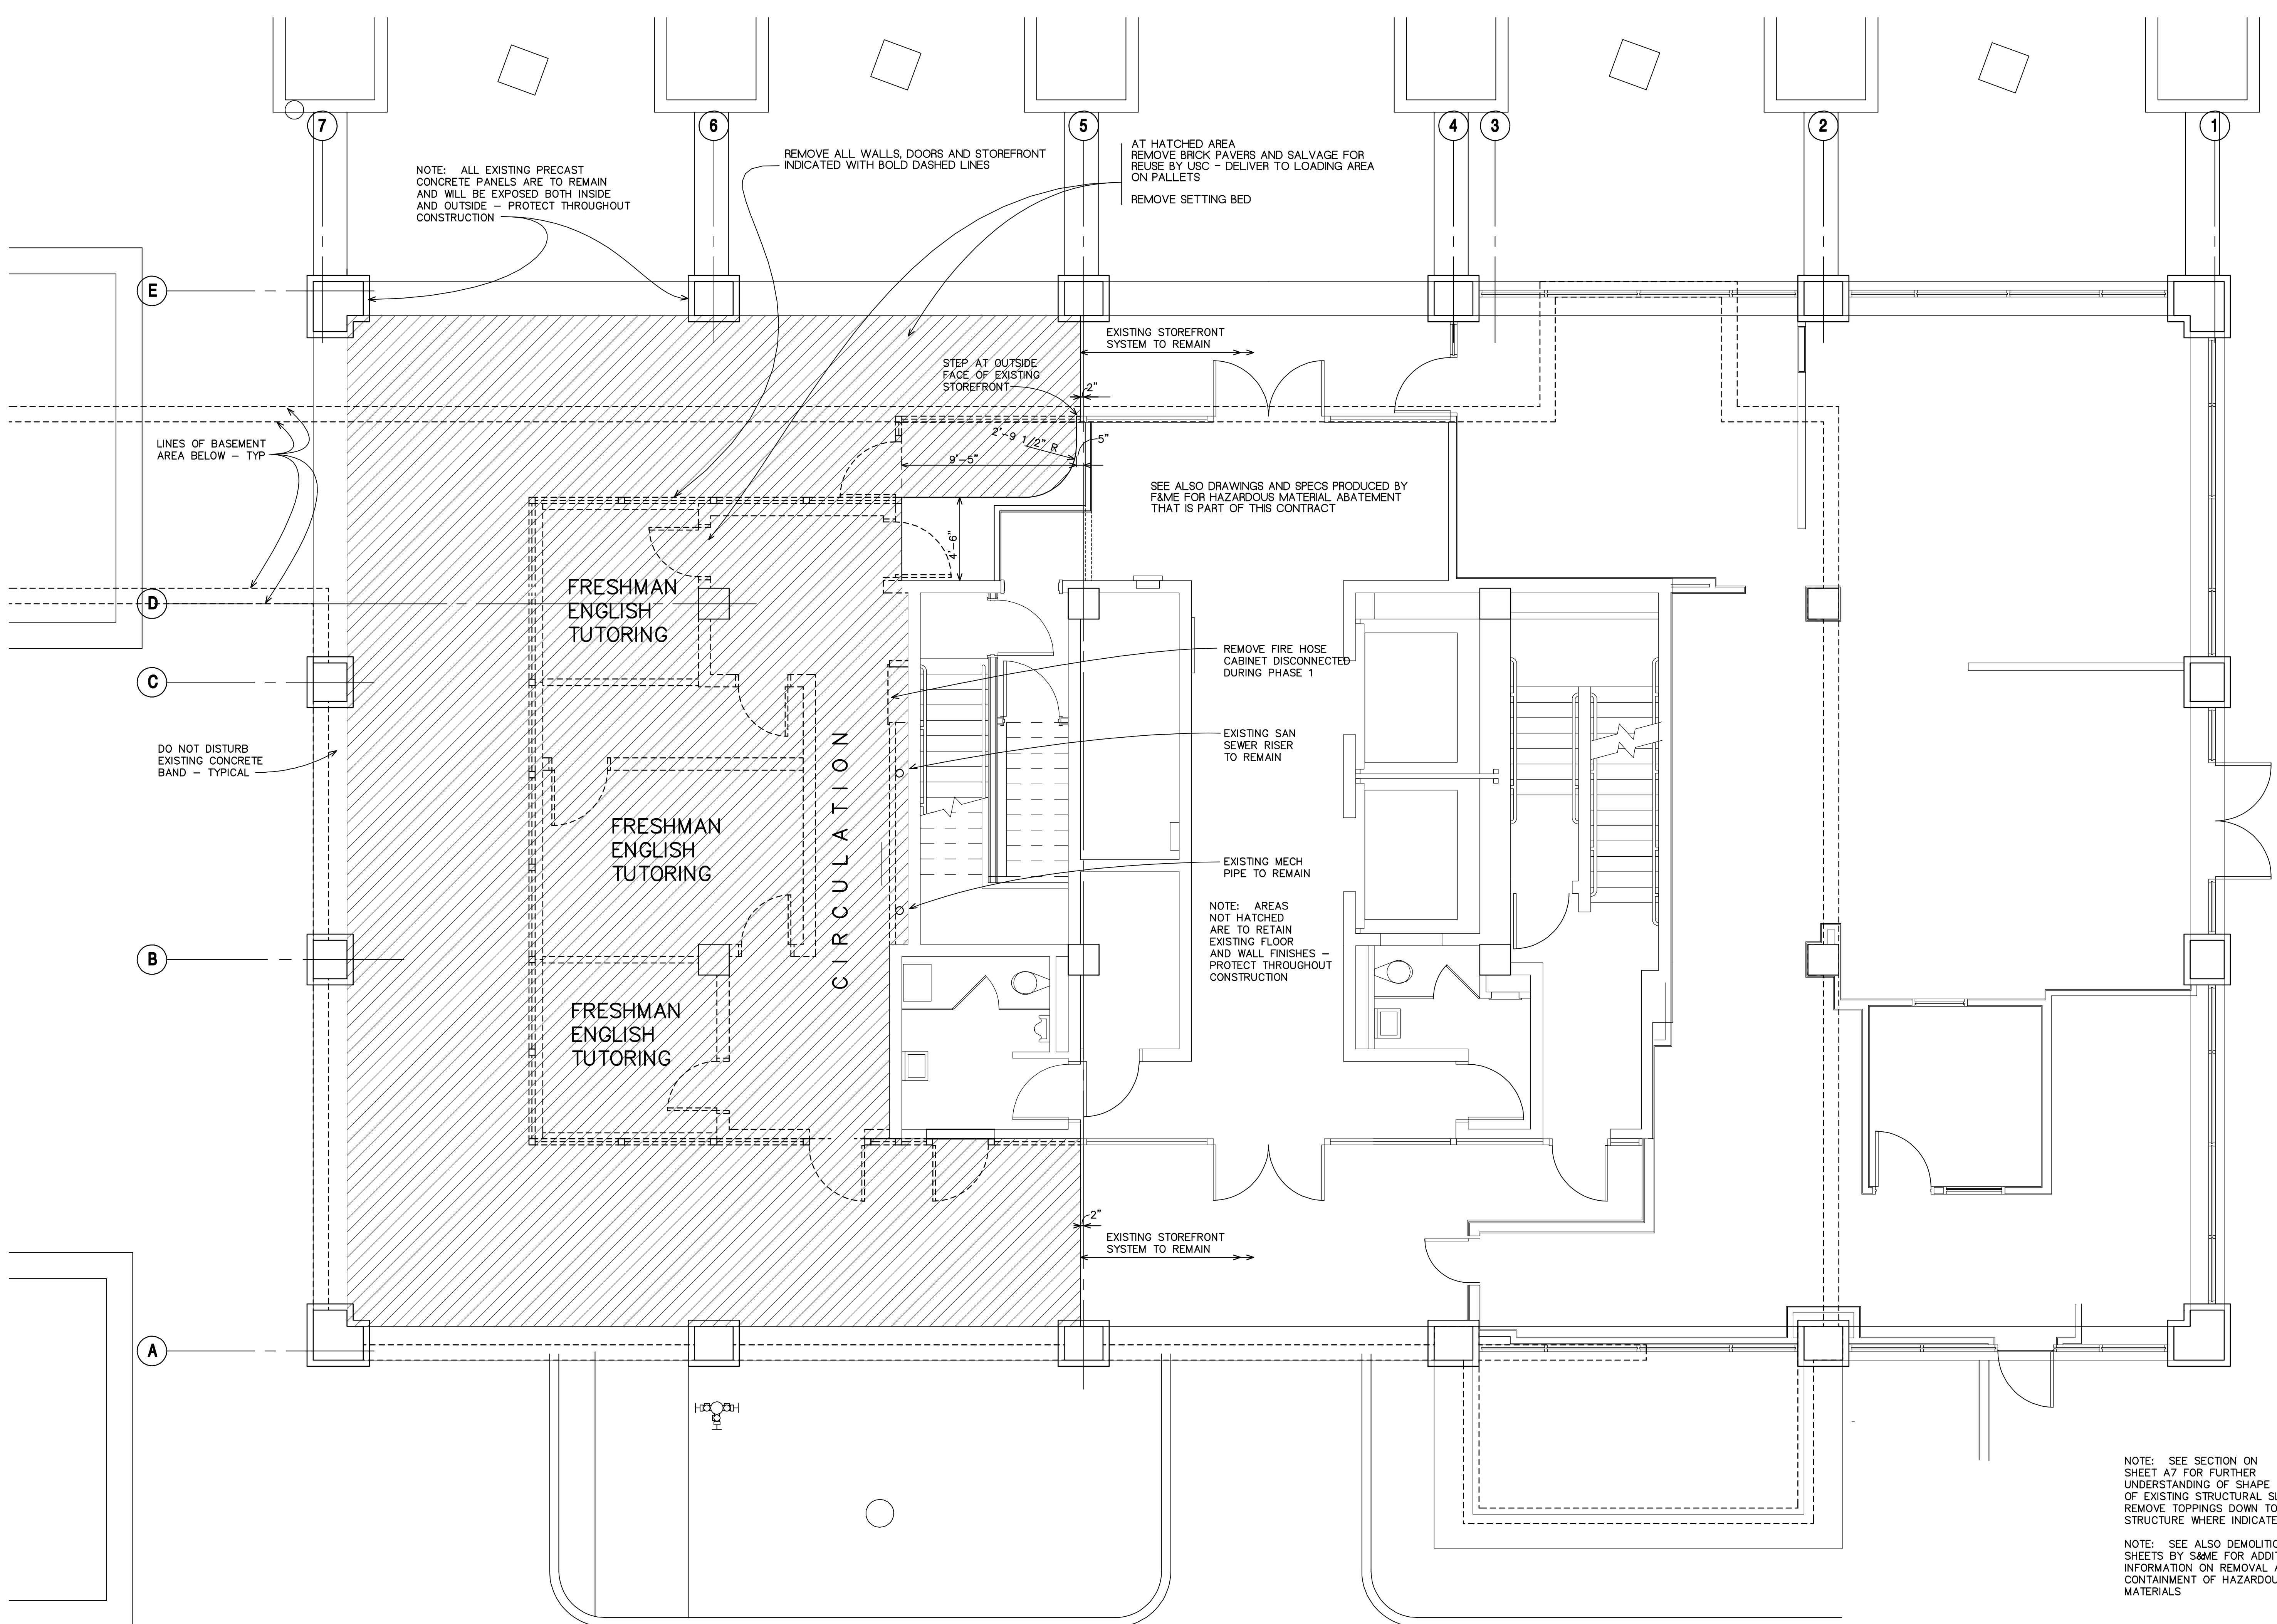 7
6
5
4
3
2
1
NOTE: ALL EXISTING PRECAST
CONCRETE PANELS ARE TO REMAIN
AND WILL BE EXPOSED BOTH INSIDE
AND OUTSIDE – PROTECT THROUGHOUT
CONSTRUCTION
REMOVE ALL WALLS, DOORS AND STOREFRONT
INDICATED WITH BOLD DASHED LINES
AT HATCHED AREA
REMOVE BRICK PAVERS AND SALVAGE FOR
REUSE BY USC – DELIVER TO LOADING AREA
ON PALLETS
REMOVE SETTING BED
E
EXISTING STOREFRONT
SYSTEM TO REMAIN
STEP AT OUTSIDE
FACE OF EXISTING
STOREFRONT
2"
LINES OF BASEMENT
AREA BELOW – TYP
2'-9 1/2" R
5"
9'-5"
SEE ALSO DRAWINGS AND SPECS PRODUCED BY
F&ME FOR HAZARDOUS MATERIAL ABATEMENT
THAT IS PART OF THIS CONTRACT
4'-6"
D
FRESHMAN
ENGLISH
TUTORING
C
REMOVE FIRE HOSE
CABINET DISCONNECTED
DURING PHASE 1
DO NOT DISTURB
EXISTING CONCRETE
BAND – TYPICAL
EXISTING SAN
SEWER RISER
TO REMAIN
CIRCULATION
FRESHMAN
ENGLISH
TUTORING
EXISTING MECH
PIPE TO REMAIN
NOTE: AREAS
NOT HATCHED
ARE TO RETAIN
EXISTING FLOOR
AND WALL FINISHES –
PROTECT THROUGHOUT
CONSTRUCTION
B
FRESHMAN
ENGLISH
TUTORING
2"
EXISTING STOREFRONT
SYSTEM TO REMAIN
A
NOTE: SEE SECTION ON
SHEET A7 FOR FURTHER
UNDERSTANDING OF SHAPE
OF EXISTING STRUCTURAL
REMOVE TOPPINGS DOWN TO
STRUCTURE WHERE
NOTE: SEE ALSO
SHEETS BY S&ME FOR
INFORMATION ON REMOVAL
CONTAINMENT OF
MATERIALS